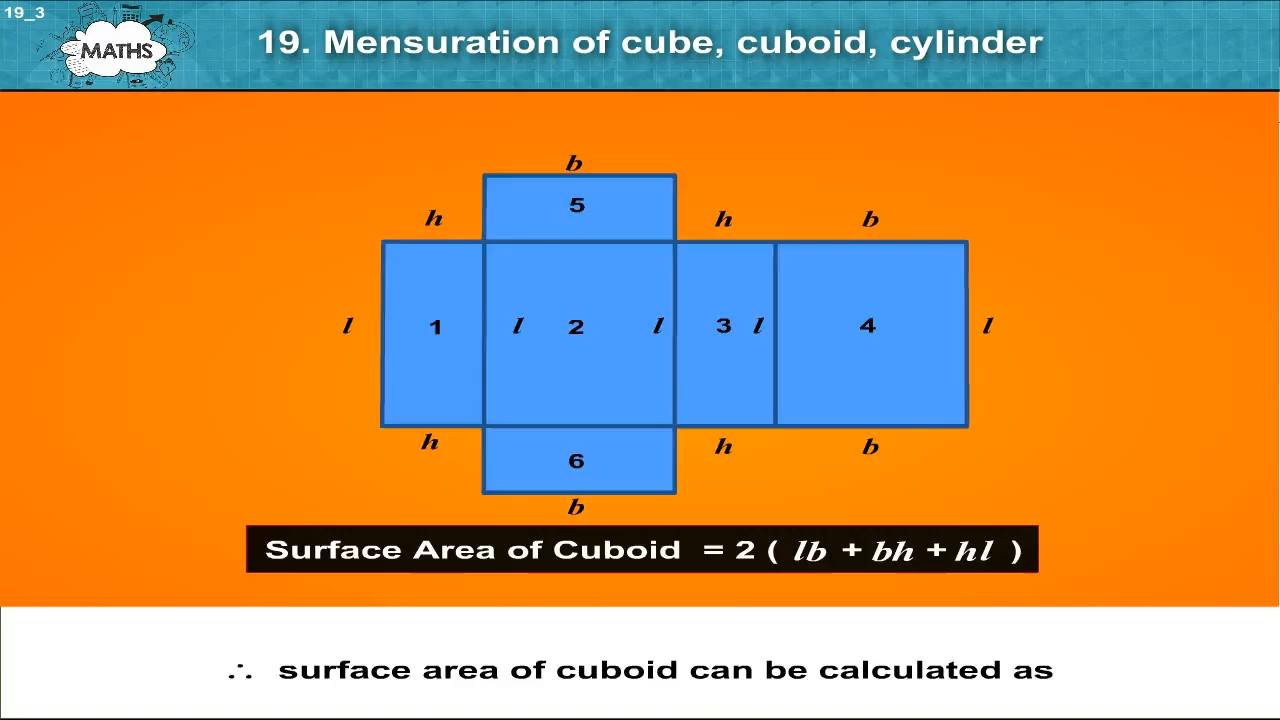 19_3
MATHS
19. Mensuration of cube, cuboid, cylinder
b
5
h h b
l 1 l 2 l 3 l 4 l
h h b
6
b
Surface Area of Cuboid = 2 ( lb + bh + hl )
∴ surface area of cuboid can be calculated as